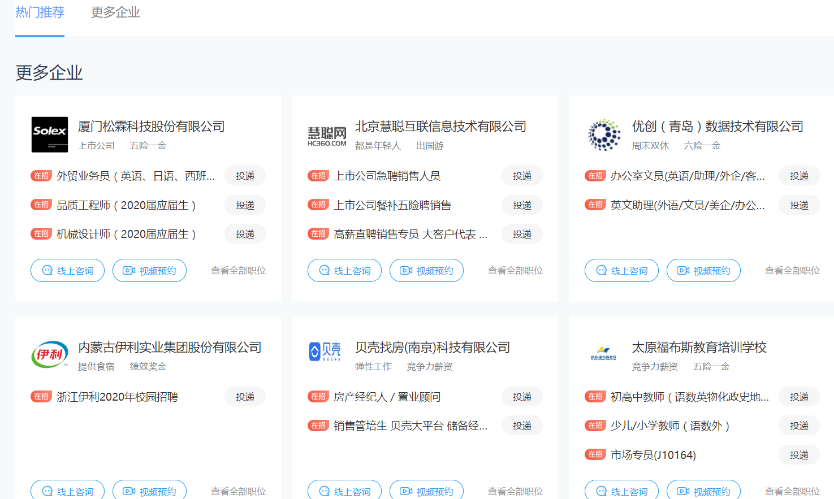 热门推荐 更多企业
更多企业
Solex 厦门松霖科技股份有限公司
上市公司 五险一金
在招 外贸业务员（英语、日语、西班... 投递
在招 品质工程师（2020届应届生） 投递
在招 机械设计师（2020届应届生） 投递
线上咨询 视频预约 查看全部职位
慧聪网 HC360.COM 北京慧聪互联信息技术有限公司
都是年轻人 出国游
在招 上市公司急聘销售人员 投递
在招 上市公司餐补五险聘销售 投递
在招 高薪直聘销售专员 大客户代表 ... 投递
线上咨询 视频预约 查看全部职位
优创（青岛）数据技术有限公司
周末双休 六险一金
在招 办公室文员(英语/助理/外企/客... 投递
在招 英文助理(外语/文员/美企/办公... 投递
线上咨询 视频预约 查看全部职位
伊利 内蒙古伊利实业集团股份有限公司
提供食宿 绩效奖金
在招 浙江伊利2020年校园招聘 投递
线上咨询 视频预约 查看全部职位
贝壳 贝壳找房(南京)科技有限公司
弹性工作 竞争力薪资
在招 房产经纪人 / 置业顾问 投递
在招 销售管培生 贝壳大平台 储备经... 投递
线上咨询 视频预约 查看全部职位
太原福布斯教育培训学校
竞争力薪资 五险一金
在招 初高中教师（语数英物化政史地... 投递
在招 少儿/小学教师（语数外） 投递
在招 市场专员(J10164) 投递
线上咨询 视频预约 查看全部职位